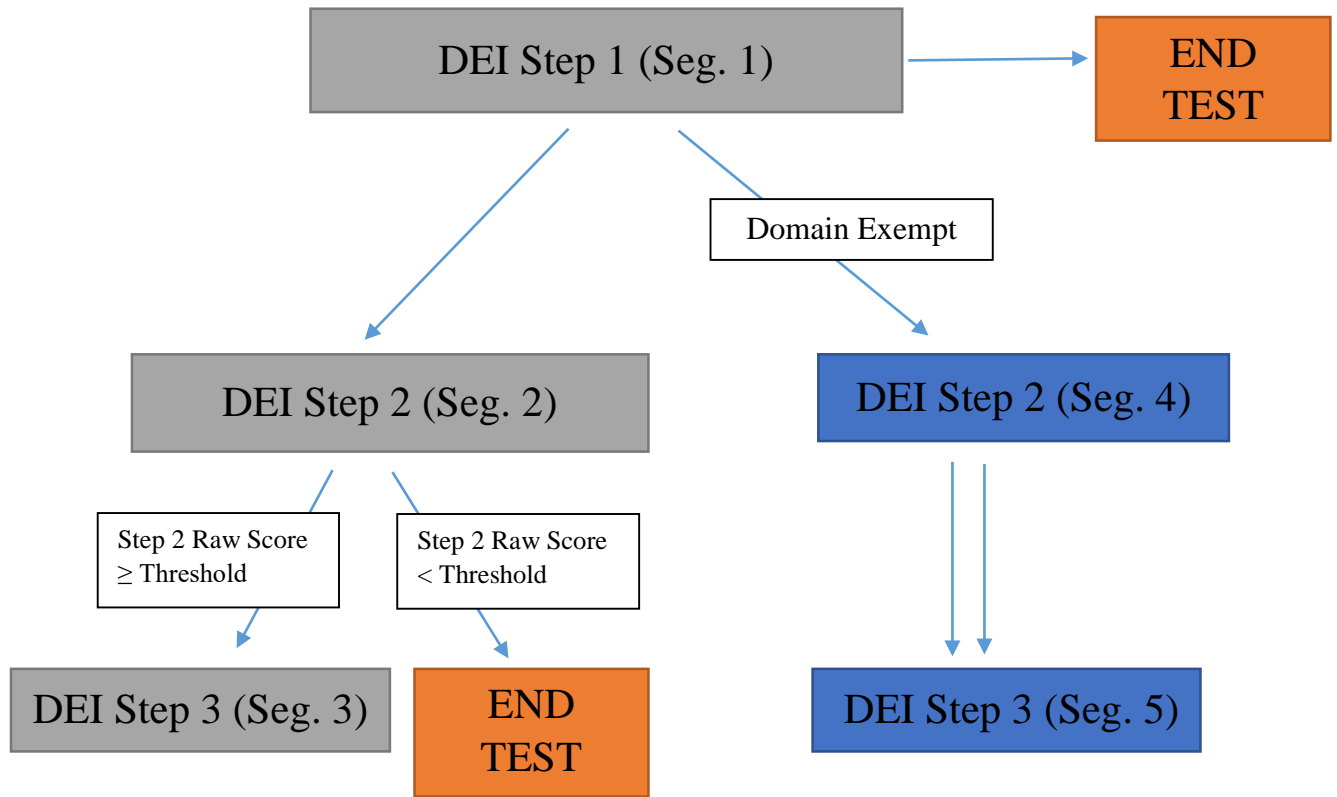 DEI Step 1 (Seg. 1)
END
TEST
Domain Exempt
DEI Step 2 (Seg. 2)
DEI Step 2 (Seg. 4)
Step 2 Raw Score
≥ Threshold
Step 2 Raw Score
< Threshold
DEI Step 3 (Seg. 3)
END
TEST
DEI Step 3 (Seg. 5)